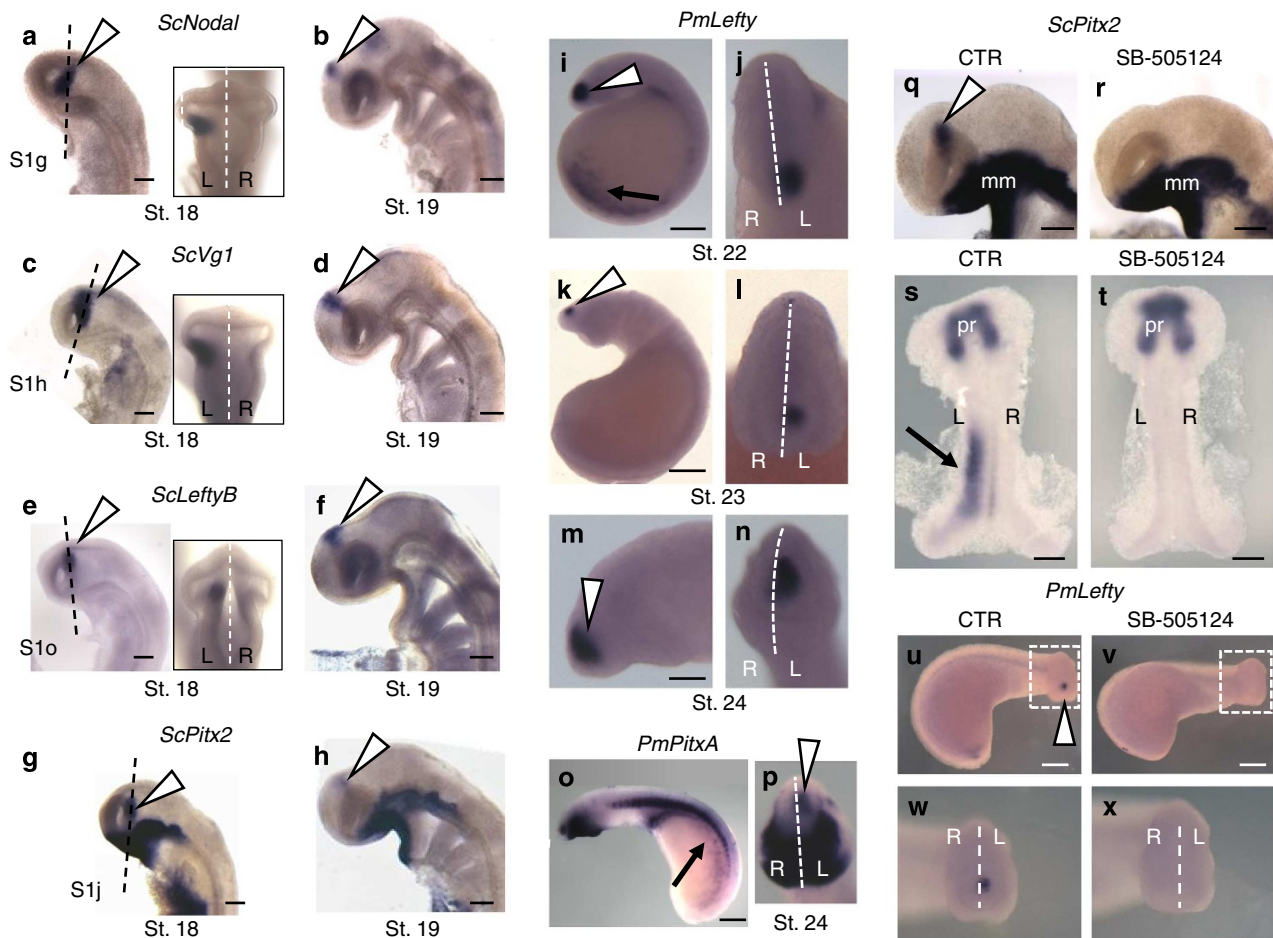 ScNodal
a
b
L R
S1g
St. 18
St. 19
ScVg1
c
d
S1h
L R
St. 18
St. 19
ScLeftyB
e
f
S1o
L R
St. 18
St. 19
ScPitx2
g
h
S1j
St. 18
St. 19
PmLefty
i
j
R L
St. 22
k
l
R L
St. 23
m
n
R L
St. 24
PmPitxA
o
p
R L
St. 24
ScPitx2
CTR SB-505124
q
r
mm
mm
CTR SB-505124
s
t
pr
pr
L R
L R
PmLefty
CTR SB-505124
u
v
w
x
R L
R L